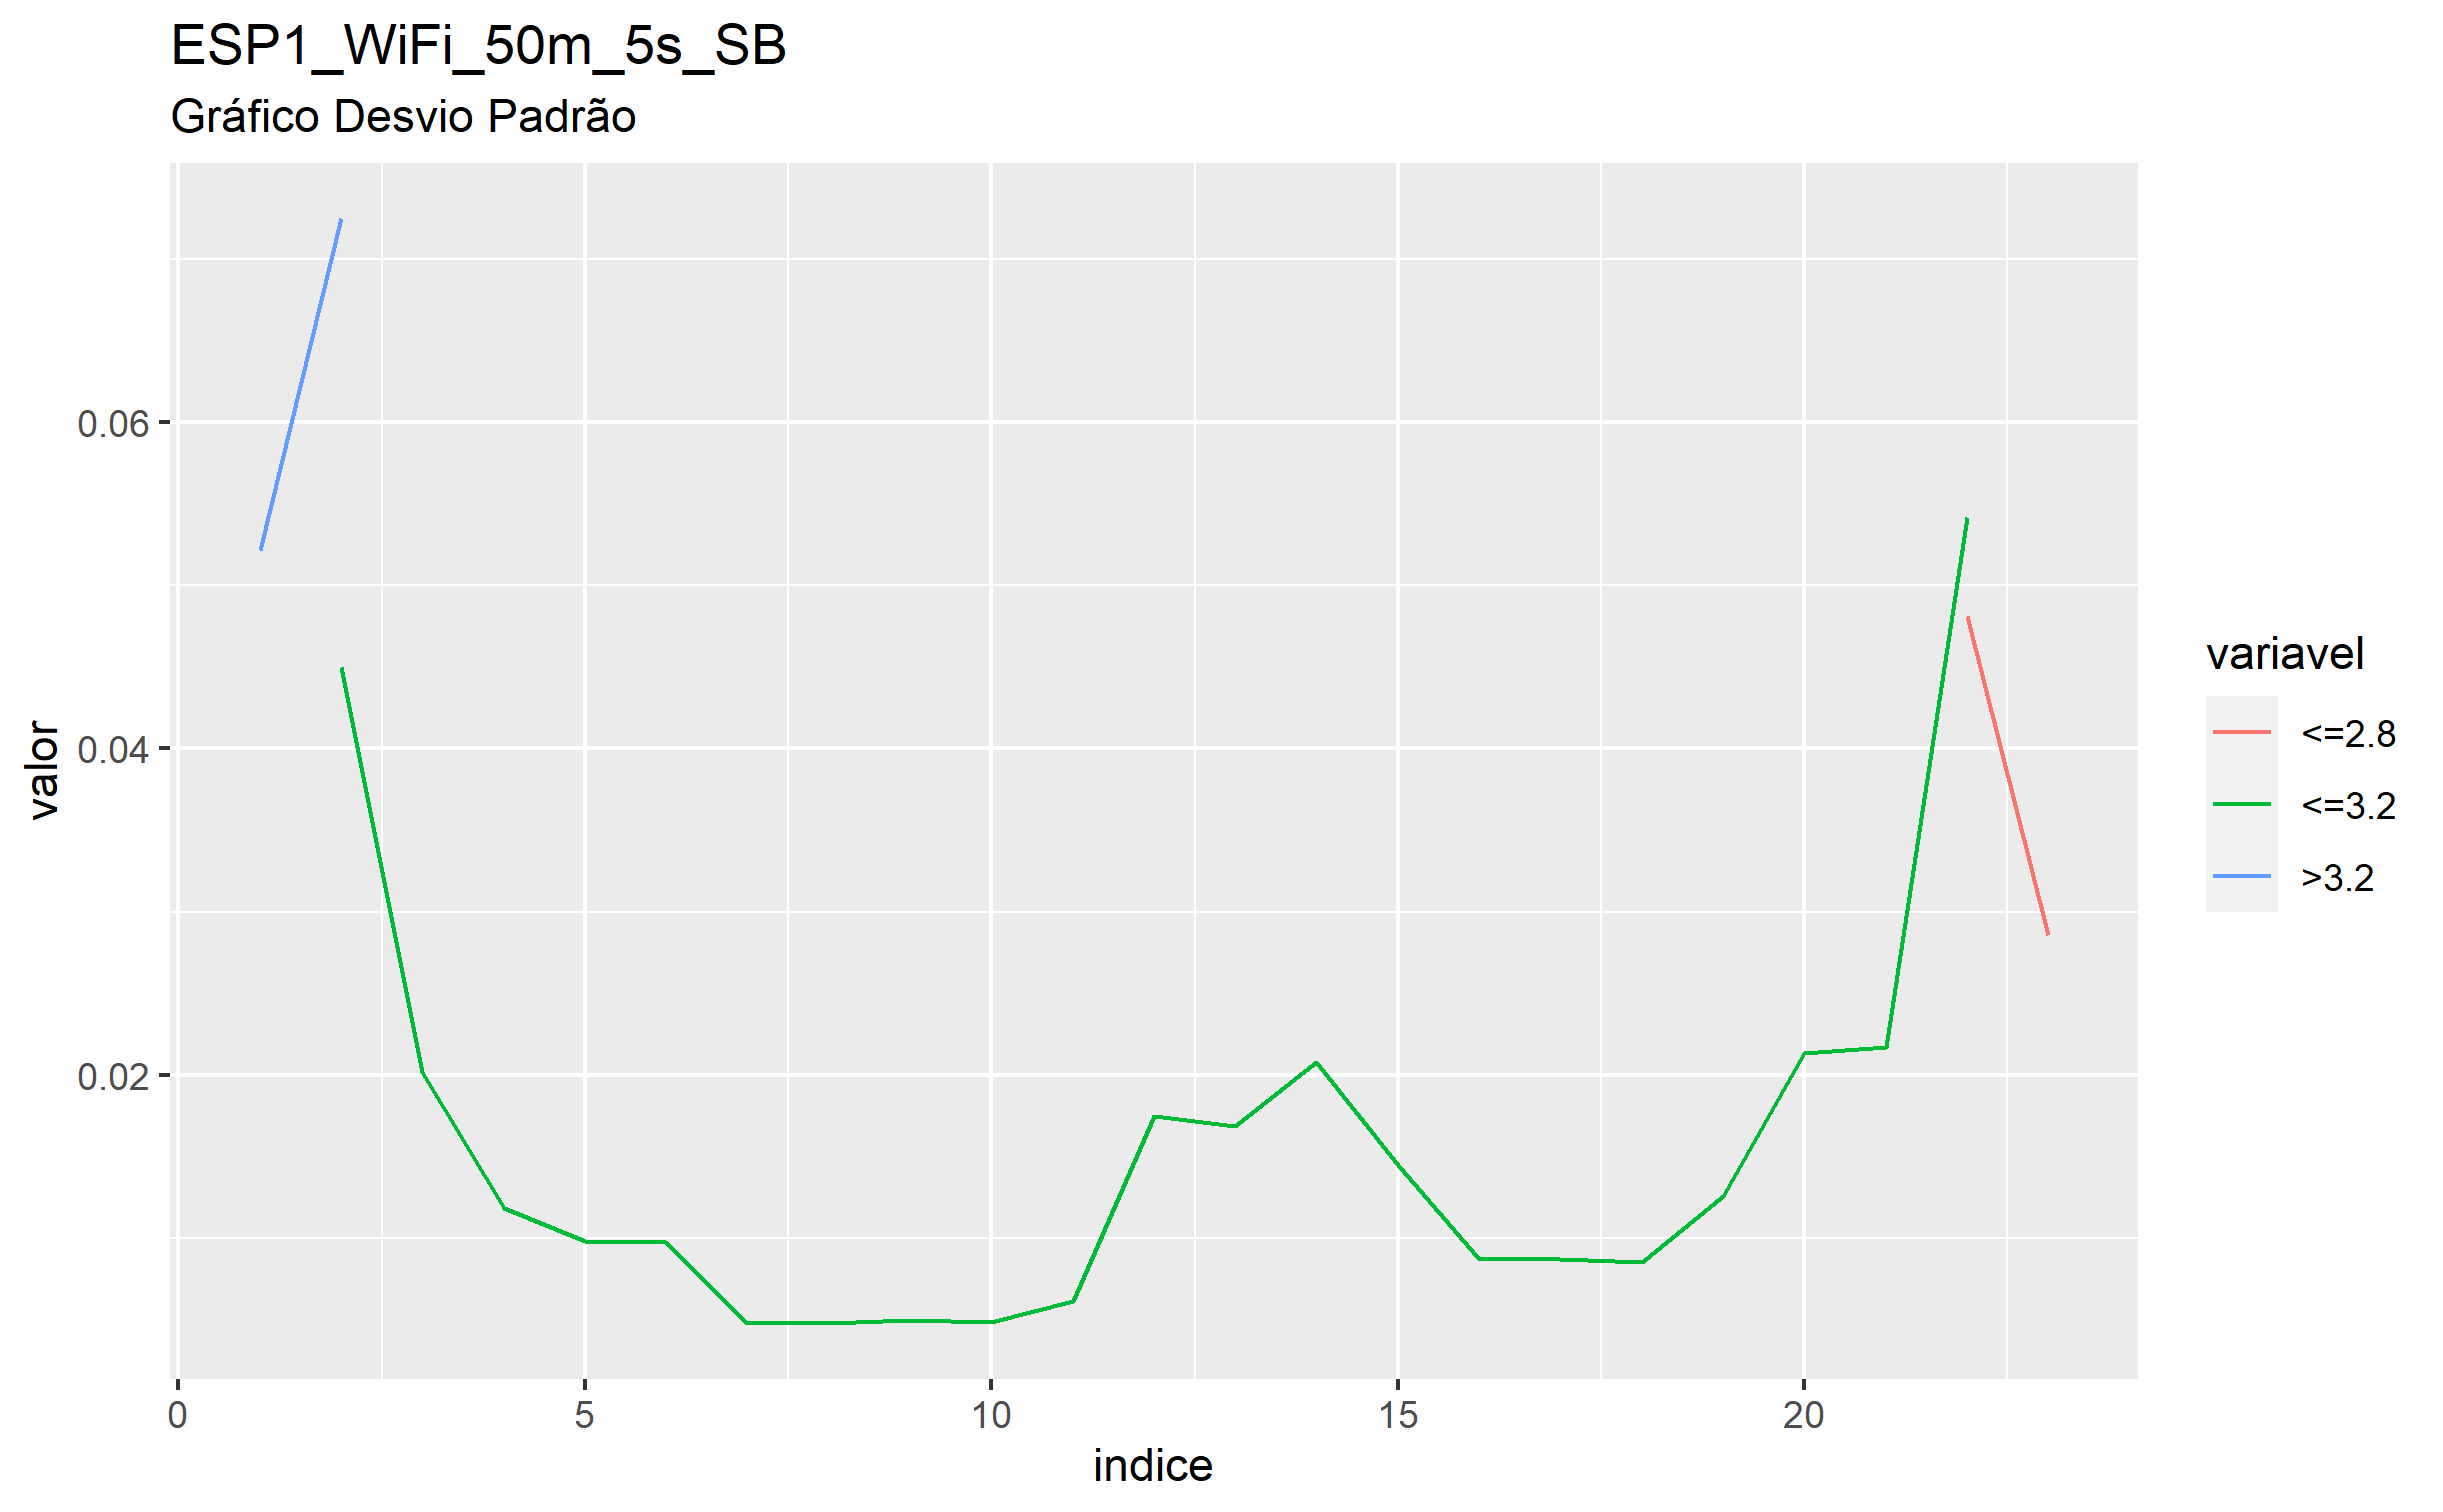 ESP1_WiFi_50m_5s_SB
Gráfico Desvio Padrão
valor
0.06
0.04
0.02
0
5
10
15
20
indice
variavel
<=2.8
<=3.2
>3.2